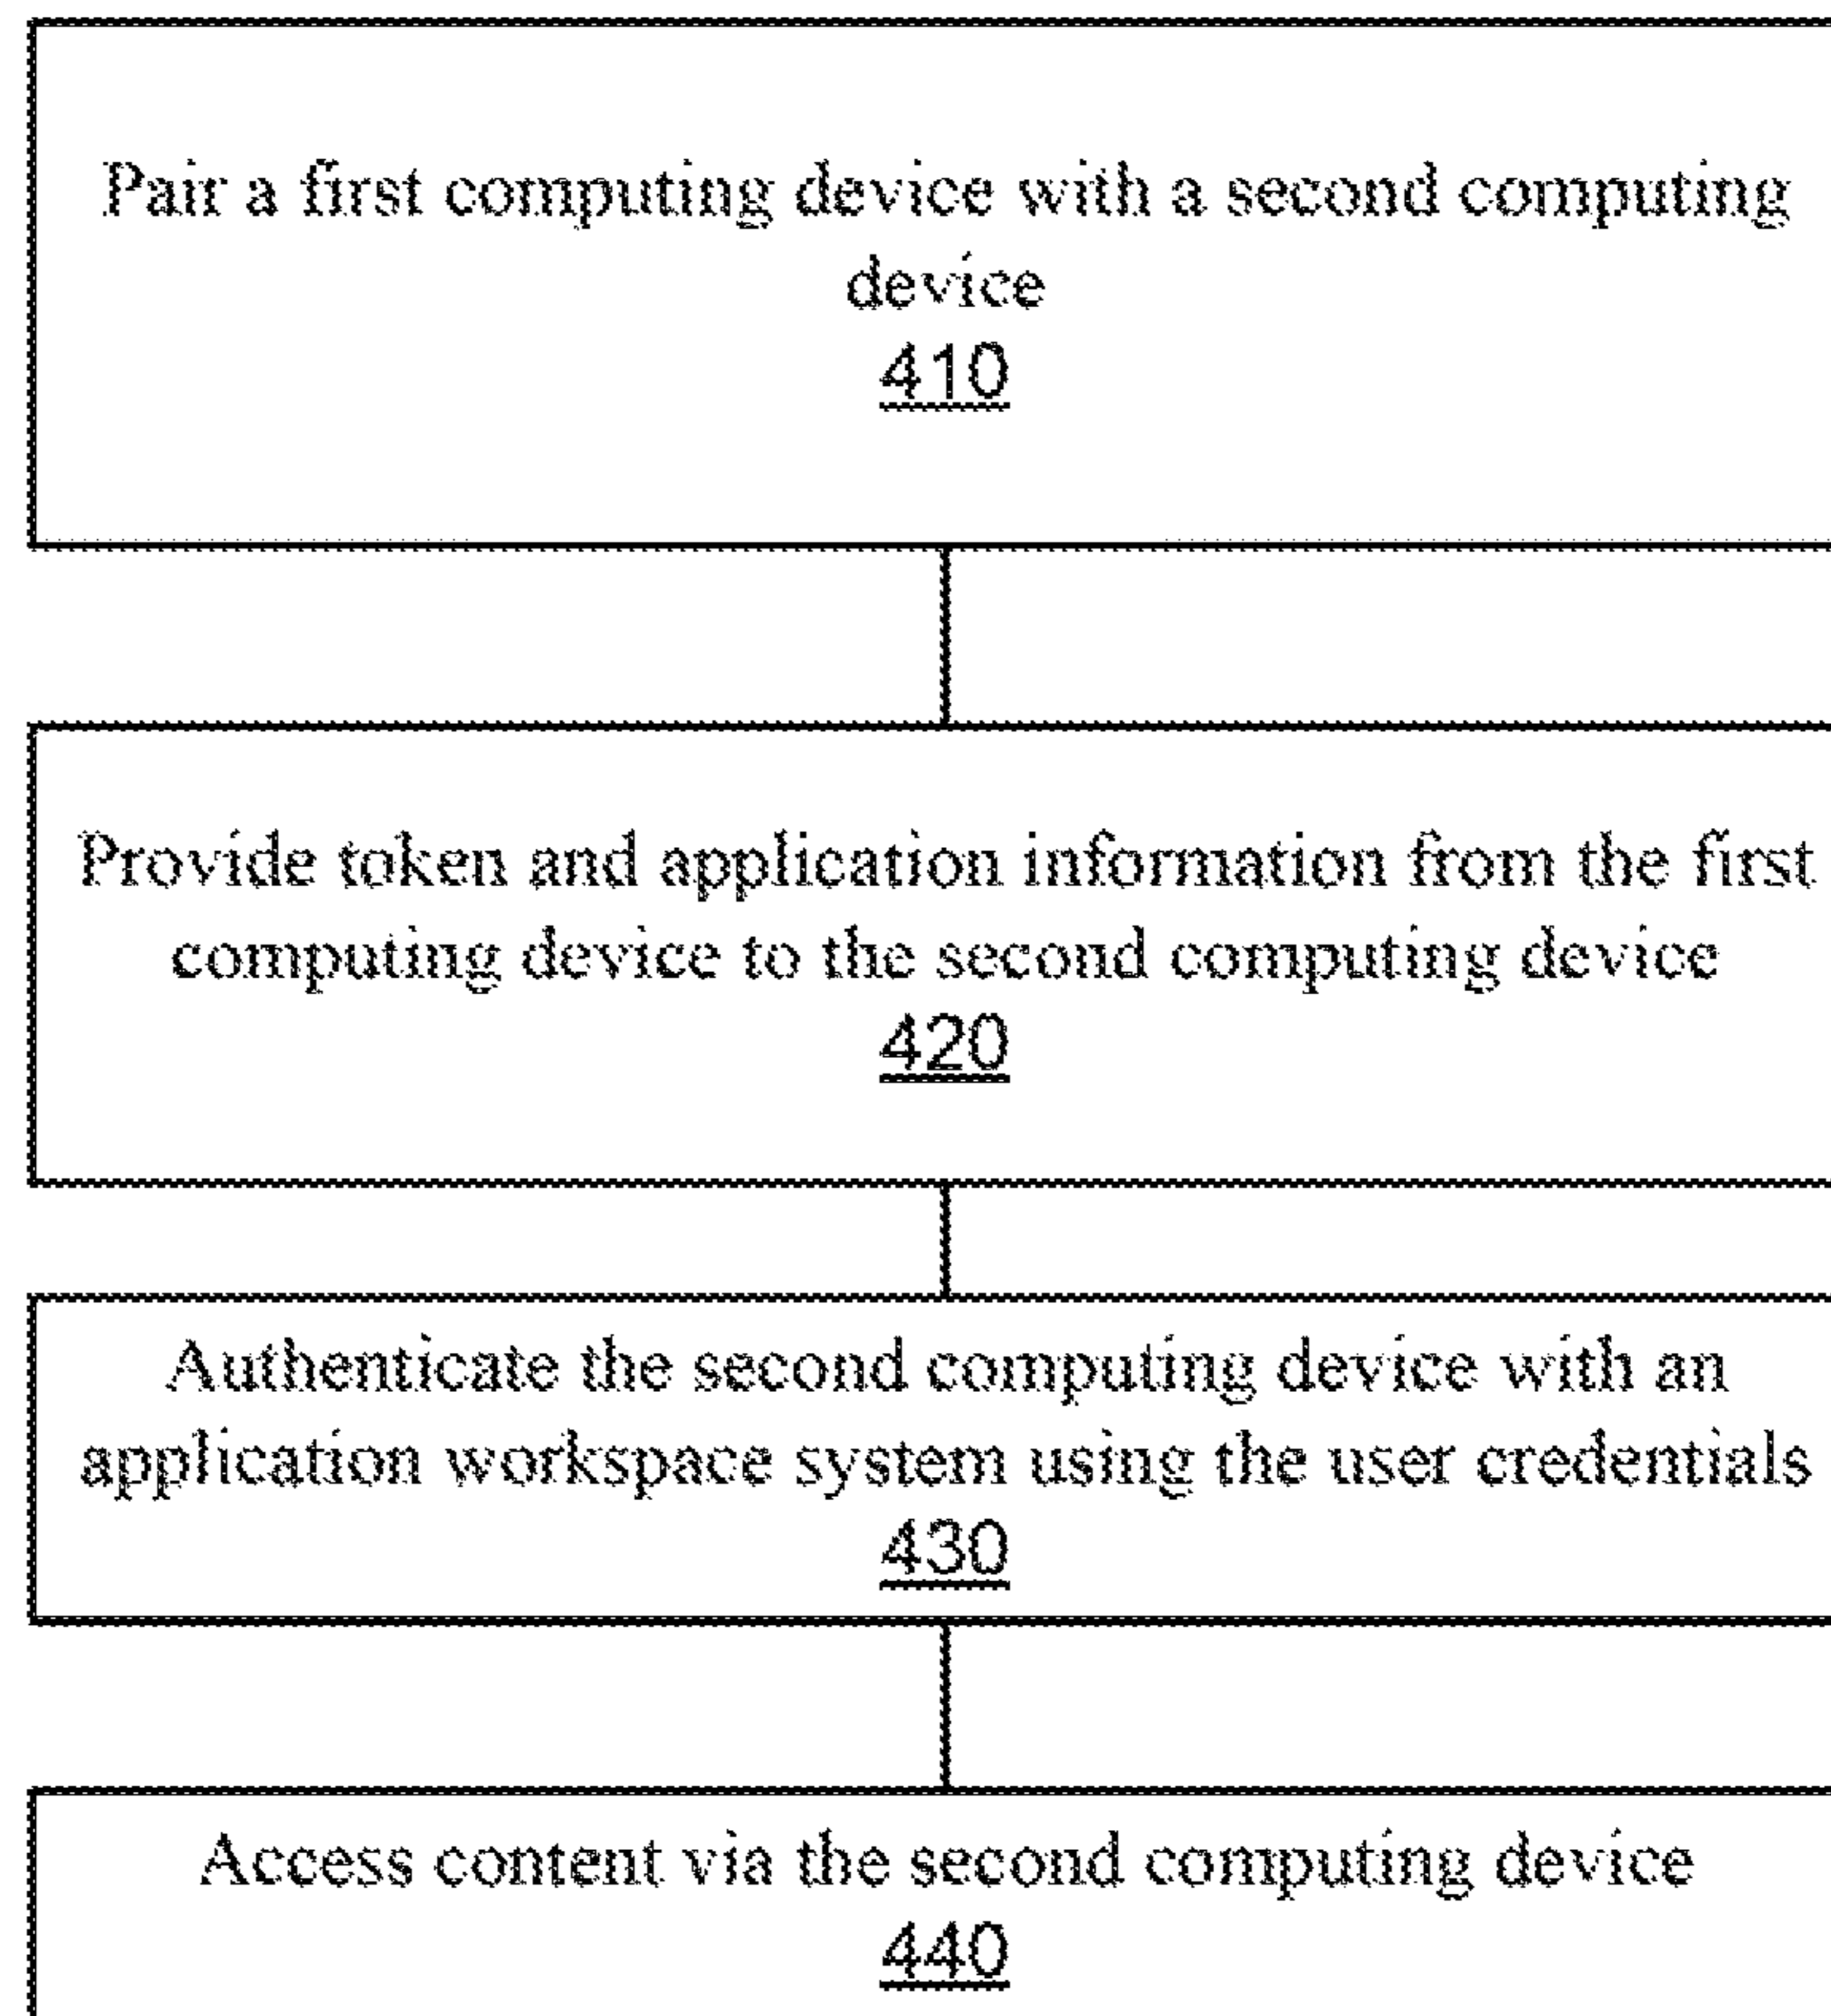 Pair a first computing device with a second computing
device
410
Provide token and application information from the first
computing device to the second computing device
420
Authenticate the second computing device with an
application workspace system using the user credentials
430
Access content via the second computing device
440